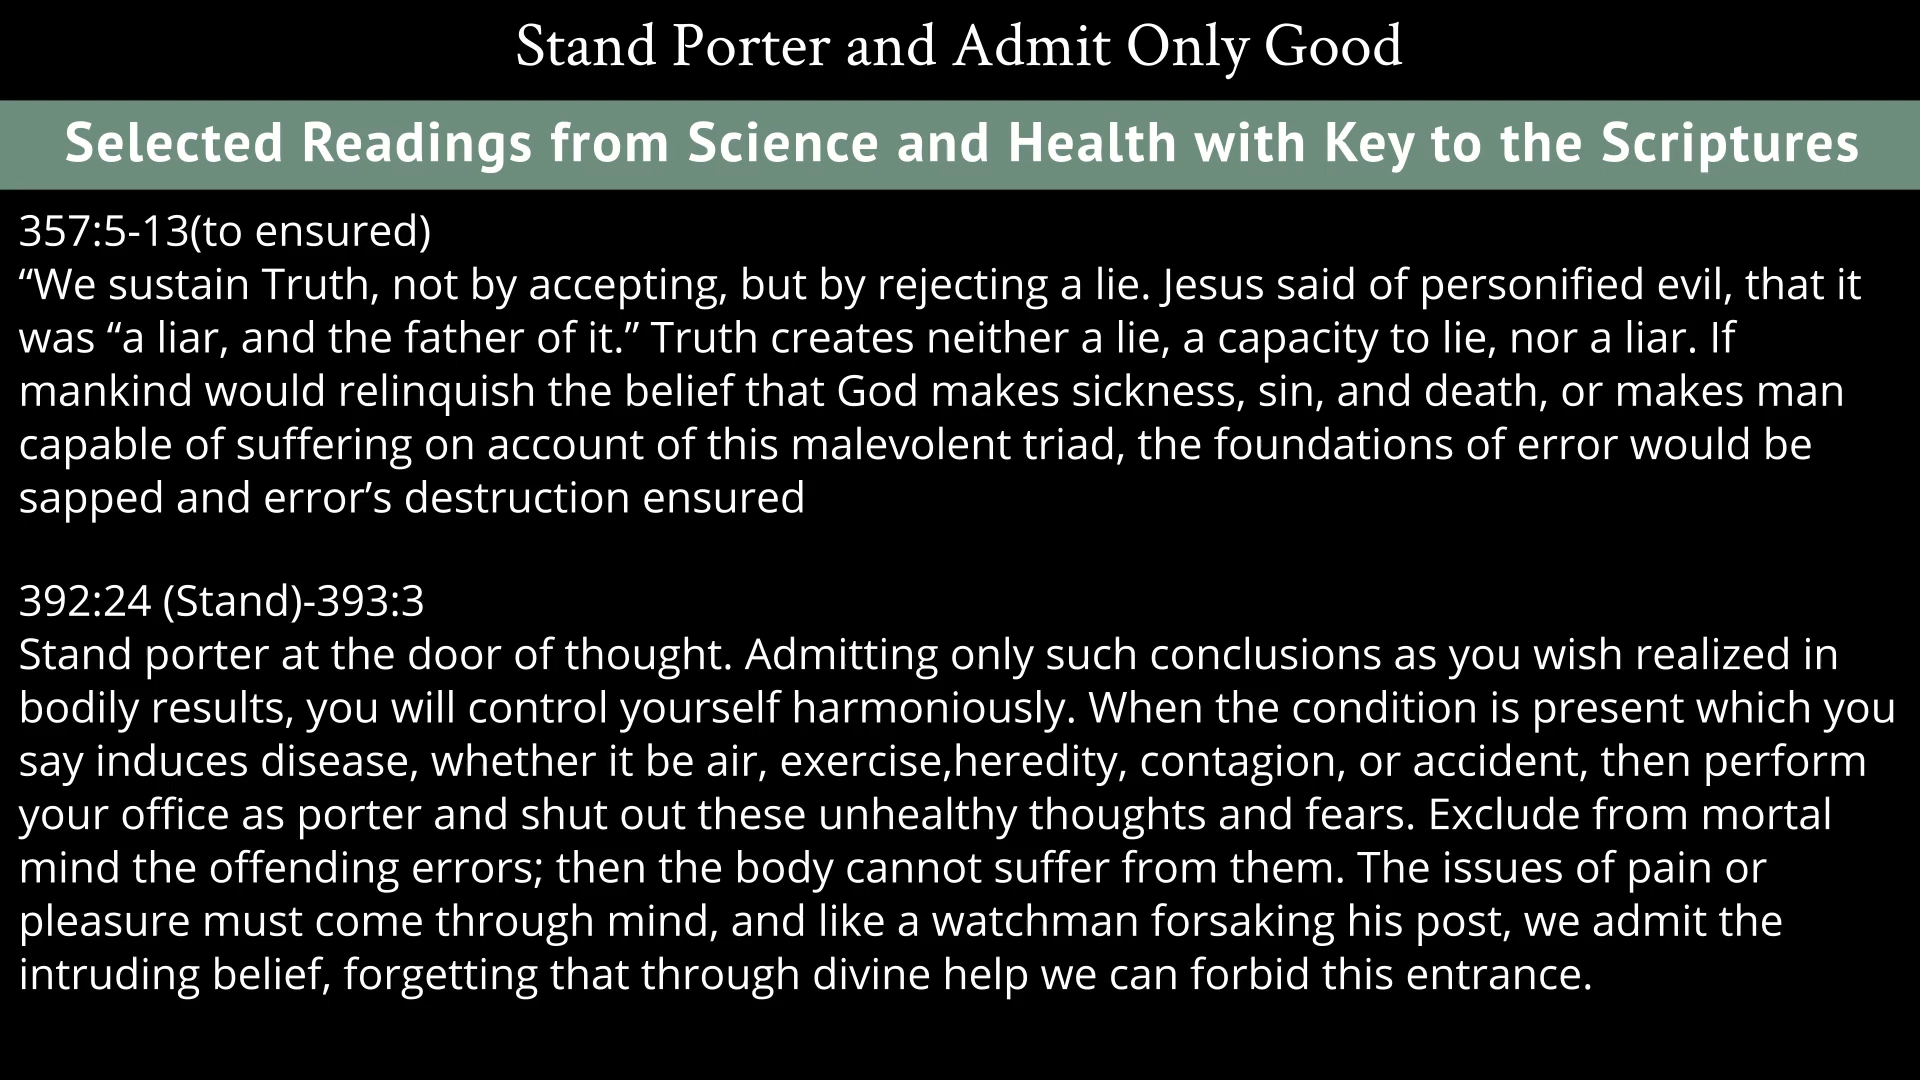 Stand Porter and Admit Only Good
Selected Readings from Science and Health with Key to the Scriptures
357:5-13(to ensured)
“We sustain Truth, not by accepting, but by rejecting a lie. Jesus said of personified evil, that it
was “a liar, and the father of it.” Truth creates neither a lie, a capacity to lie, nor a liar. If
mankind would relinquish the belief that God makes sickness, sin, and death, or makes man
capable of suffering on account of this malevolent triad, the foundations of error would be
sapped and error’s destruction ensured
392:24 (Stand)-393:3
Stand porter at the door of thought. Admitting only such conclusions as you wish realized in
bodily results, you will control yourself harmoniously. When the condition is present which you
say induces disease, whether it be air, exercise,heredity, contagion, or accident, then perform
your office as porter and shut out these unhealthy thoughts and fears. Exclude from mortal
mind the offending errors; then the body cannot suffer from them. The issues of pain or
pleasure must come through mind, and like a watchman forsaking his post, we admit the
intruding belief, forgetting that through divine help we can forbid this entrance.